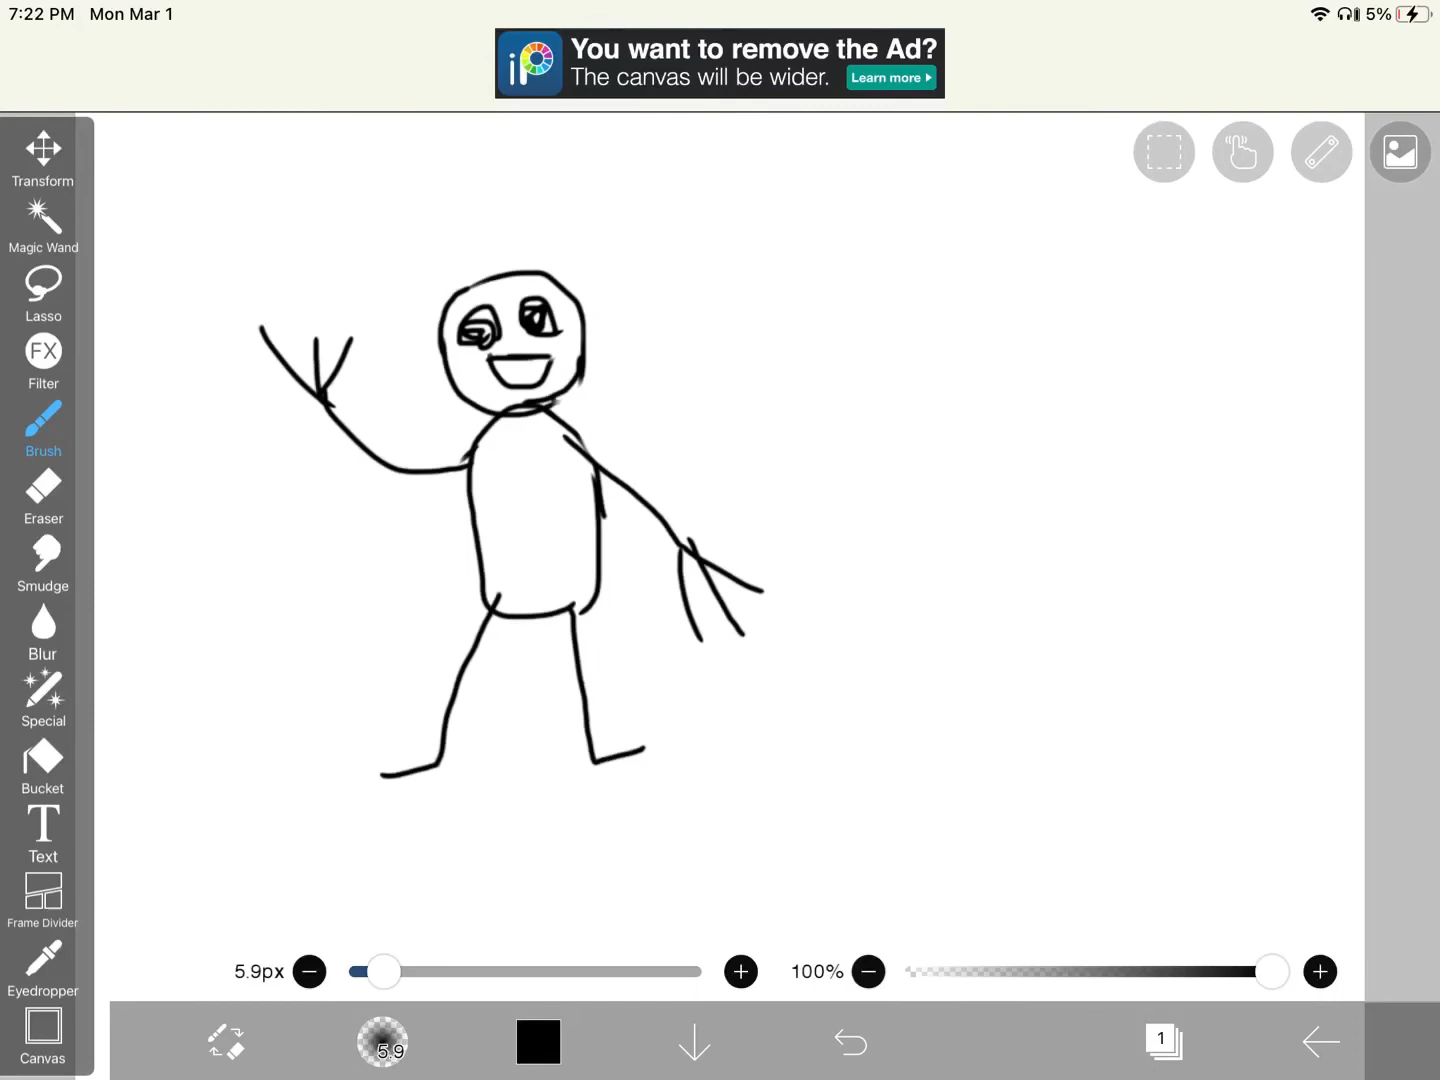 7:22 PM Mon Mar 1
5%
iP
You want to remove the Ad?
The canvas will be wider.
Learn more
Transform
Magic Wand
Lasso
FX
Filter
Brush
Eraser
Smudge
Blur
Special
Bucket
T
Text
Frame Divider
Eyedropper
Canvas
5.9px
100%
5.9
1